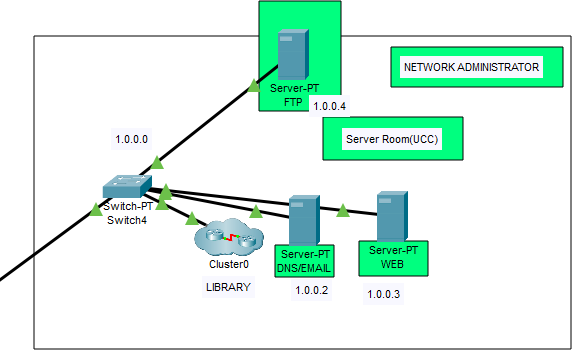 NETWORK ADMINISTRATOR
Server-PT
FTP
1.0.0.4
1.0.0.0
Server Room(UCC)
Switch-PT
Switch4
Cluster0
LIBRARY
Server-PT
DNS/EMAIL
1.0.0.2
Server-PT
WEB
1.0.0.3